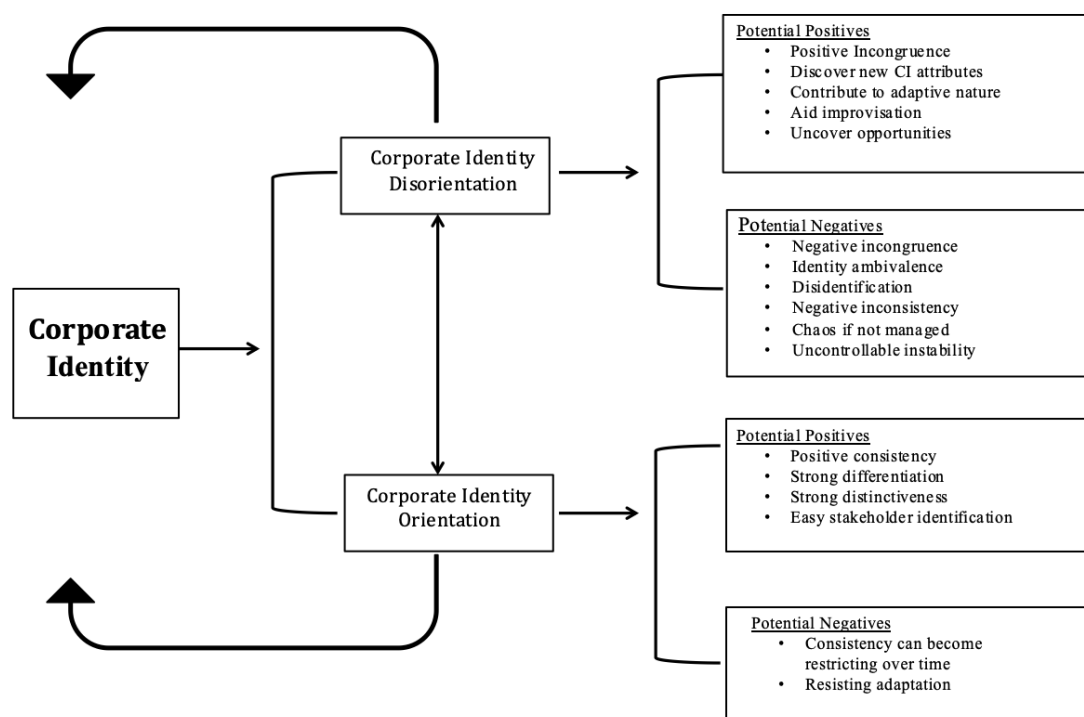 Corporate
Identity
Corporate Identity
Disorientation
Corporate Identity
Orientation
Potential Positives
• Positive Incongruence
• Discover new CI attributes
• Contribute to adaptive nature
• Aid improvisation
• Uncover opportunities
Potential Negatives
• Negative incongruence
• Identity ambivalence
• Disidentification
• Negative inconsistency
• Chaos if not managed
• Uncontrollable instability
Potential Positives
• Positive consistency
• Strong differentiation
• Strong distinctiveness
• Easy stakeholder identification
Potential Negatives
• Consistency can become
restricting over time
• Resisting adaptation